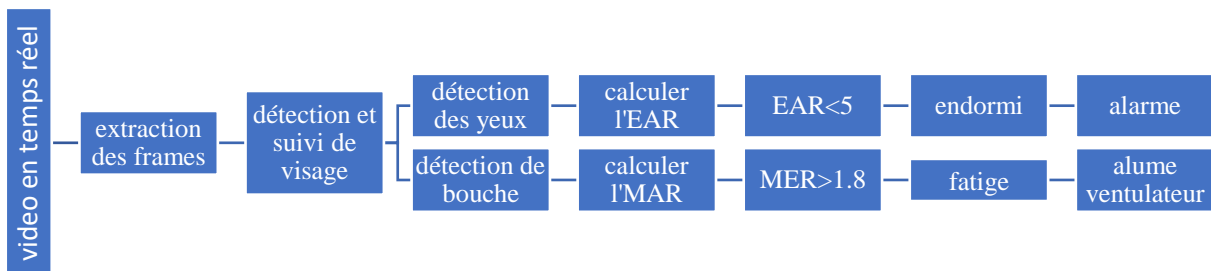 video en temps réel
extraction
des frames
détection et
suivi de
visage
détection
des yeux
calculer
l'EAR
EAR<5
endormi
alarme
détection de
bouche
calculer
l'MAR
MER>1.8
fatige
alume
ventulateur